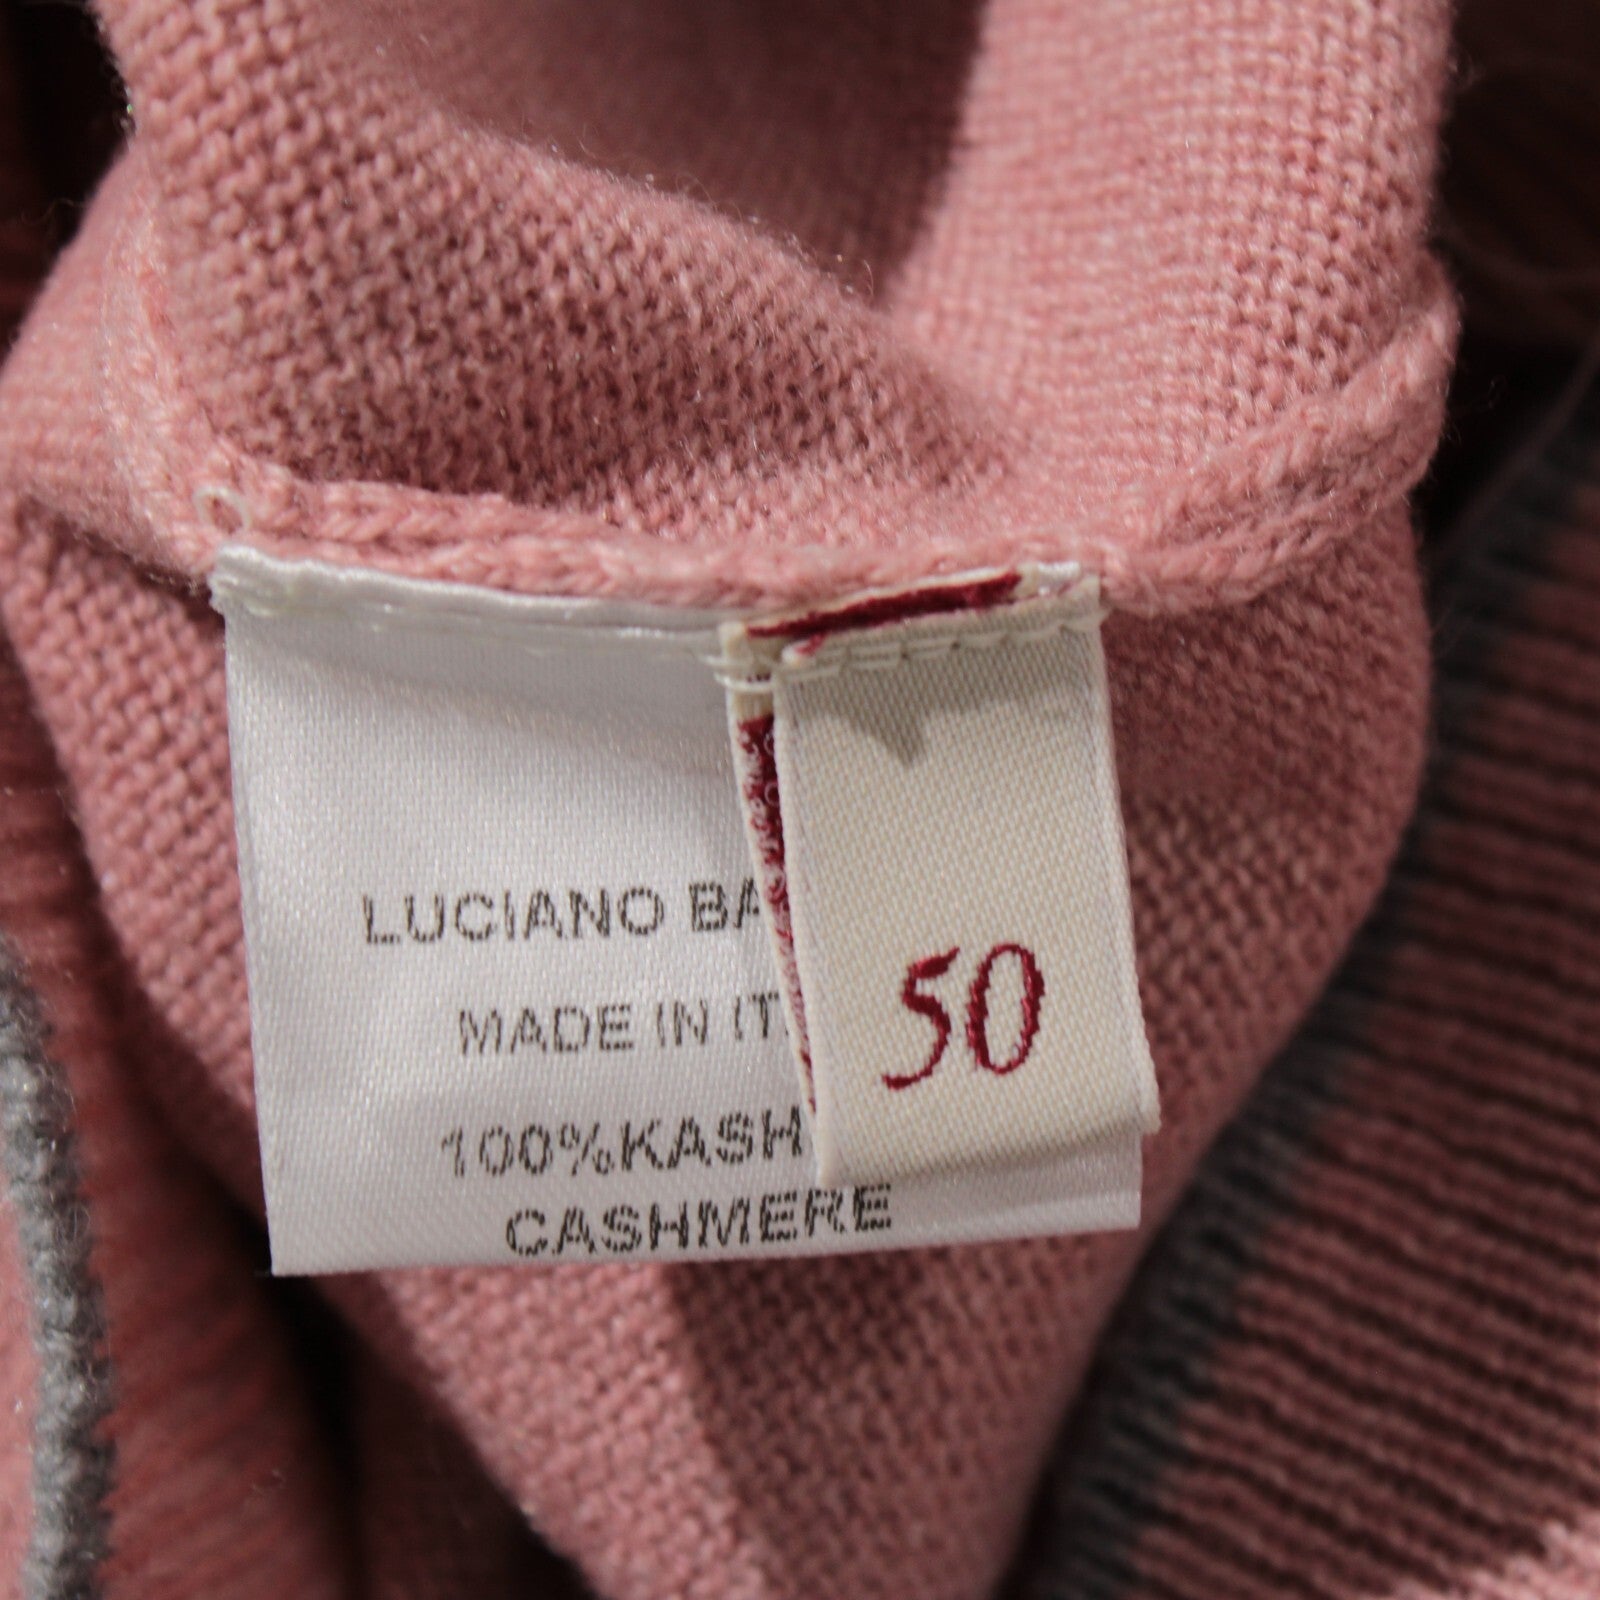 LUCIANO BA
MADE IN IT
100%KASH
CASHMERE
50